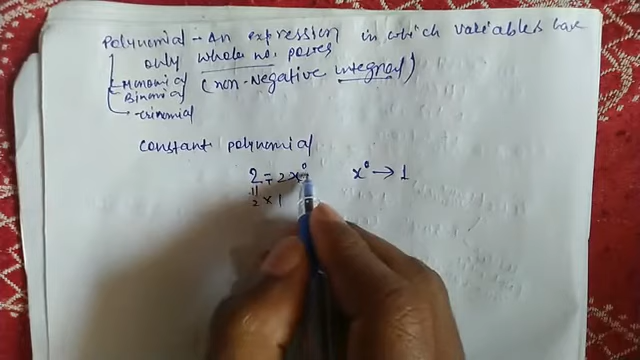 Polynomial - An expression in which variables have
only whole no. powers
Monomial (non-Negative integral)
Binomial
Trinomial
constant polynomial
2 = 2x⁰ x⁰ → 1
||
2 x 1